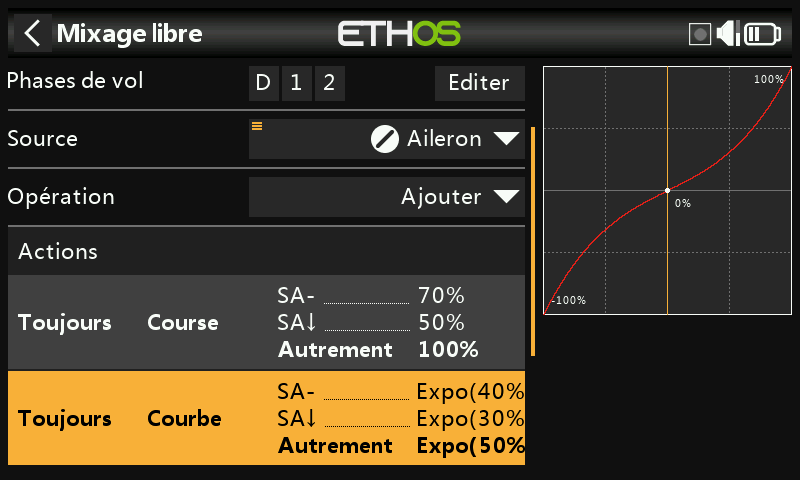 Mixage libre
ETHOS
Phases de vol
D 1 2
Editer
Source
Aileron
Opération
Ajouter
Actions
Toujours Course
SA- 70%
SA↓ 50%
Autrement 100%
Toujours Courbe
SA- Expo(40%
SA↓ Expo(30%
Autrement Expo(50%
100%
0%
-100%